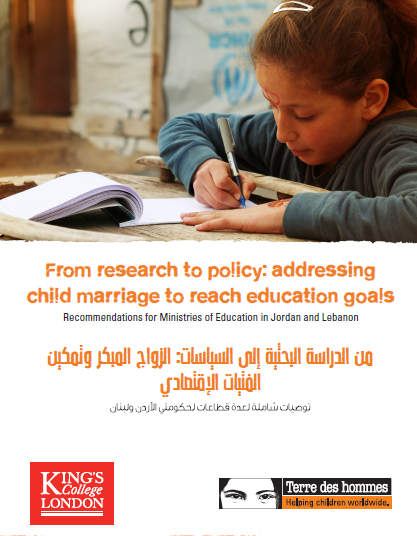 UNHCR
From research to policy: addressing
child marriage to reach education goals
Recommendations for Ministries of Education in Jordan and Lebanon
من الدراسة البحثية إلى السياسات: الزواج المبكر وتمكين
الفتيات الإقتصادي
توصيات شاملة لعدة قطاعات لحكومتي الأردن ولبنان
KING'S
College
LONDON
Terre des hommes
Helping children worldwide.